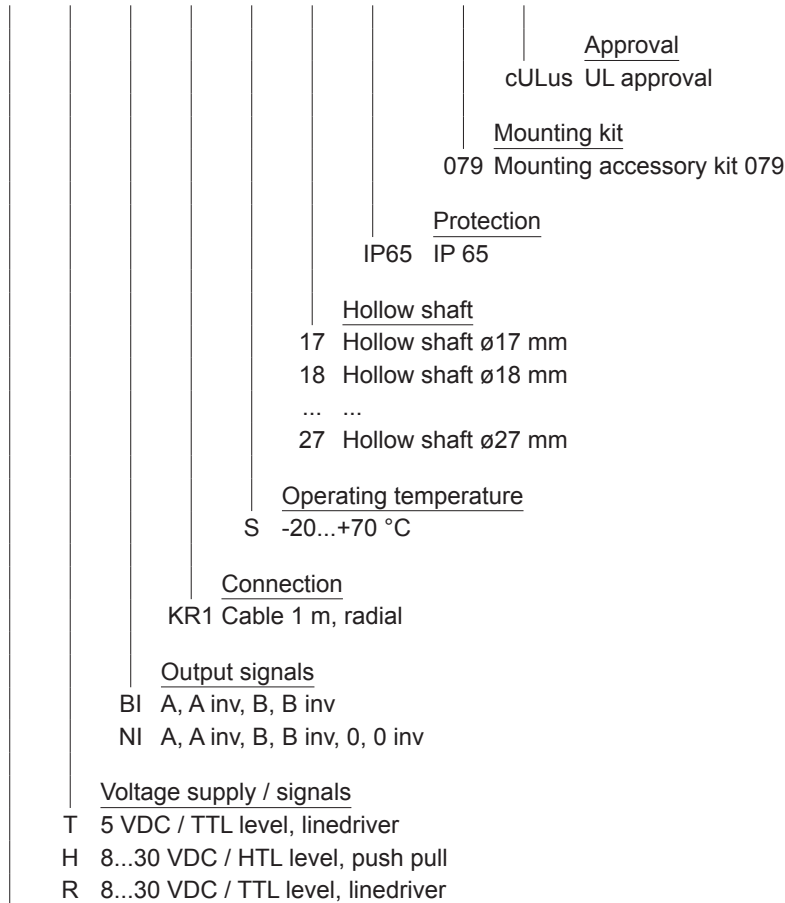 Approval
cULus UL approval
Mounting kit
079 Mounting accessory kit 079
Protection
IP65 IP 65
Hollow shaft
17 Hollow shaft ø17 mm
18 Hollow shaft ø18 mm
... ...
27 Hollow shaft ø27 mm
Operating temperature
S -20...+70 °C
Connection
KR1 Cable 1 m, radial
Output signals
BI A, A inv, B, B inv
NI A, A inv, B, B inv, 0, 0 inv
Voltage supply / signals
T 5 VDC / TTL level, linedriver
H 8...30 VDC / HTL level, push pull
R 8...30 VDC / TTL level, linedriver